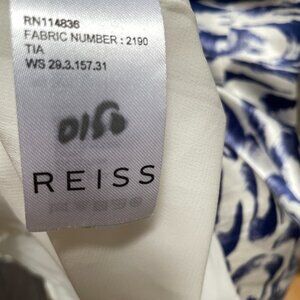 RN114836
FABRIC NUMBER : 2190
TIA
WS 29.3.157.31
REISS